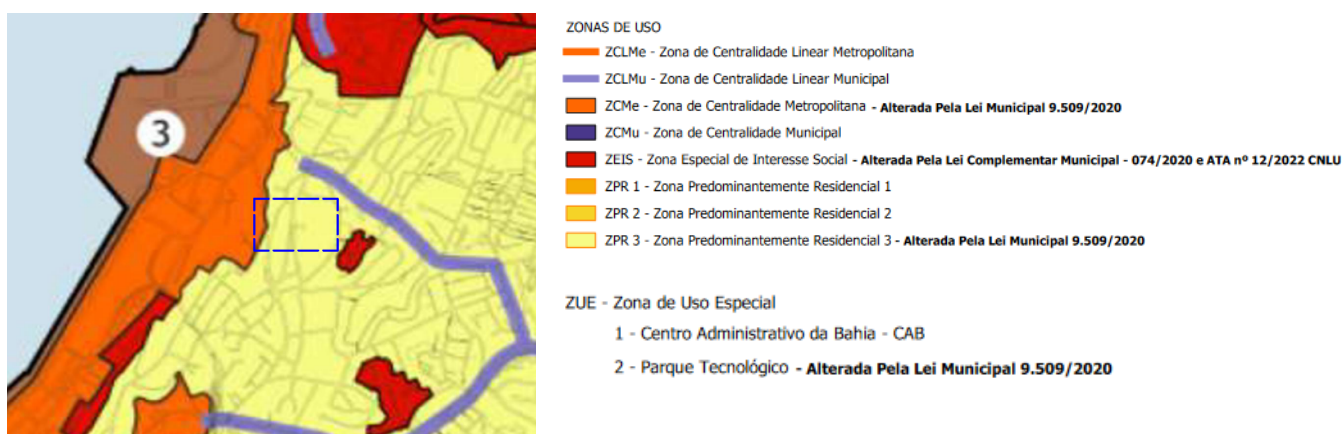 3
ZONAS DE USO
ZCLMe - Zona de Centralidade Linear Metropolitana
ZCLMu - Zona de Centralidade Linear Municipal
ZCMe - Zona de Centralidade Metropolitana - Alterada Pela Lei Municipal 9.509/2020
ZCMu - Zona de Centralidade Municipal
ZEIS - Zona Especial de Interesse Social - Alterada Pela Lei Complementar Municipal - 074/2020 e ATA nº 12/2022 CNLU
ZPR 1 - Zona Predominantemente Residencial 1
ZPR 2 - Zona Predominantemente Residencial 2
ZPR 3 - Zona Predominantemente Residencial 3 - Alterada Pela Lei Municipal 9.509/2020
ZUE - Zona de Uso Especial
1 - Centro Administrativo da Bahia - CAB
2 - Parque Tecnológico - Alterada Pela Lei Municipal 9.509/2020